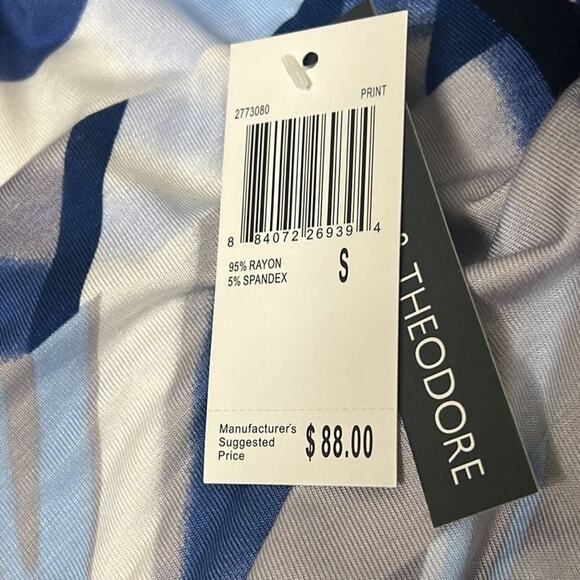 2773080 PRINT
8 84072 26939 4
95% RAYON
5% SPANDEX
S
Manufacturer's
Suggested
Price
$88.00
THEODORE